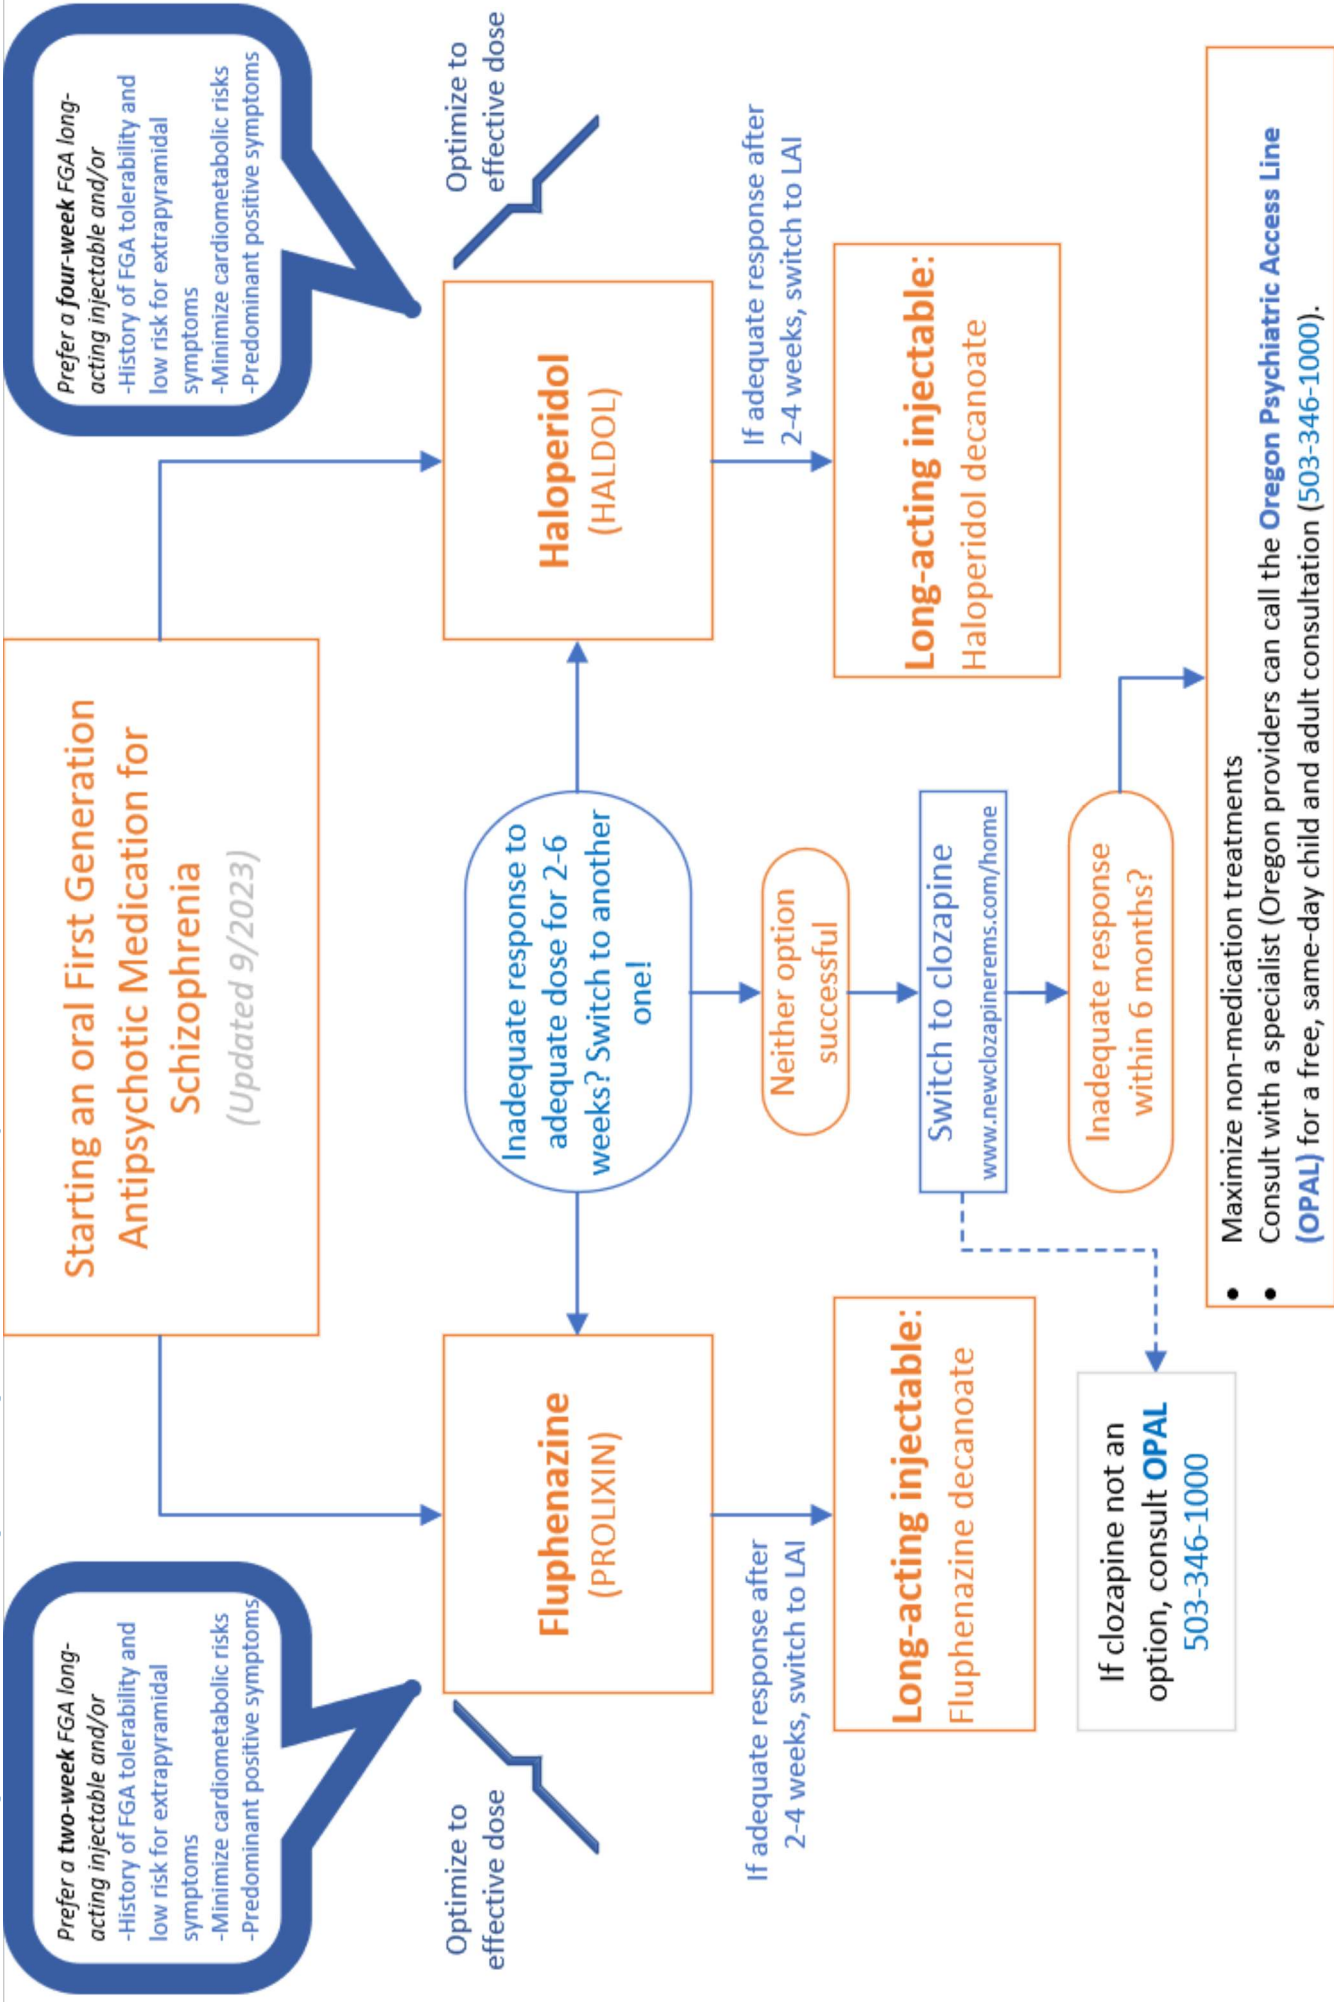 Starting an oral First Generation
Antipsychotic Medication for
Schizophrenia
(Updated 9/2023)
Prefer a two-week FGA long-
acting injectable and/or
-History of FGA tolerability and
low risk for extrapyramidal
symptoms
-Minimize cardiometabolic risks
-Predominant positive symptoms
Prefer a four-week FGA long-
acting injectable and/or
-History of FGA tolerability and
low risk for extrapyramidal
symptoms
-Minimize cardiometabolic risks
-Predominant positive symptoms
Optimize to
effective dose
Fluphenazine
(PROLIXIN)
Inadequate response to
adequate dose for 2-6
weeks? Switch to another
one!
Haloperidol
(HALDOL)
Optimize to
effective dose
If adequate response after
2-4 weeks, switch to LAI
Neither option
successful
If adequate response after
2-4 weeks, switch to LAI
Long-acting injectable:
Fluphenazine decanoate
Switch to clozapine
www.newclozapinerems.com/home
Long-acting injectable:
Haloperidol decanoate
If clozapine not an
option, consult OPAL
503-346-1000
Inadequate response
within 6 months?
• Maximize non-medication treatments
• Consult with a specialist (Oregon providers can call the Oregon Psychiatric Access Line
(OPAL) for a free, same-day child and adult consultation (503-346-1000).